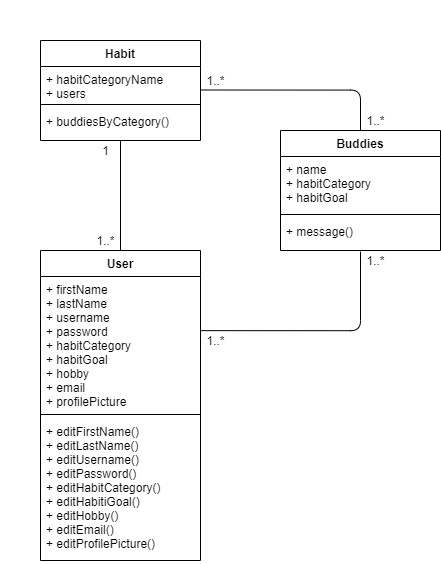 Habit
+ habitCategoryName
+ users
+ buddiesByCategory()
1..*
1..*
Buddies
+ name
+ habitCategory
+ habitGoal
+ message()
1
1..*
1..*
User
+ firstName
+ lastName
+ username
+ password
+ habitCategory
+ habitGoal
+ hobby
+ email
+ profilePicture
1..*
+ editFirstName()
+ editLastName()
+ editUsername()
+ editPassword()
+ editHabitCategory()
+ editHabitiGoal()
+ editHobby()
+ editEmail()
+ editProfilePicture()